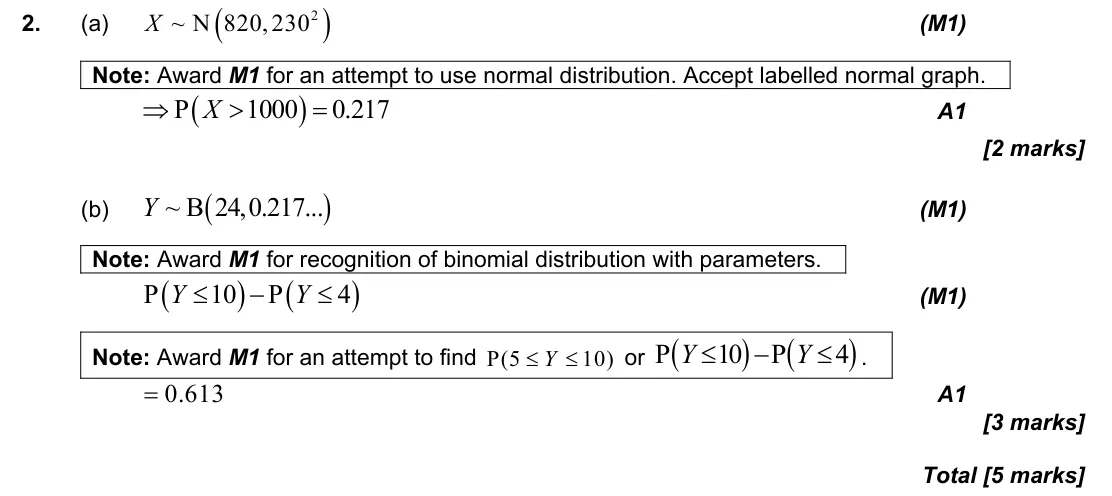 2. (a) X ~ N(820, 230²) (M1)
Note: Award M1 for an attempt to use normal distribution. Accept labelled normal graph.
⇒ P(X > 1000) = 0.217 A1
[2 marks]
(b) Y ~ B(24, 0.217...) (M1)
Note: Award M1 for recognition of binomial distribution with parameters.
P(Y ≤ 10) − P(Y ≤ 4) (M1)
Note: Award M1 for an attempt to find P(5 ≤ Y ≤ 10) or P(Y ≤ 10) − P(Y ≤ 4).
= 0.613 A1
[3 marks]
Total [5 marks]